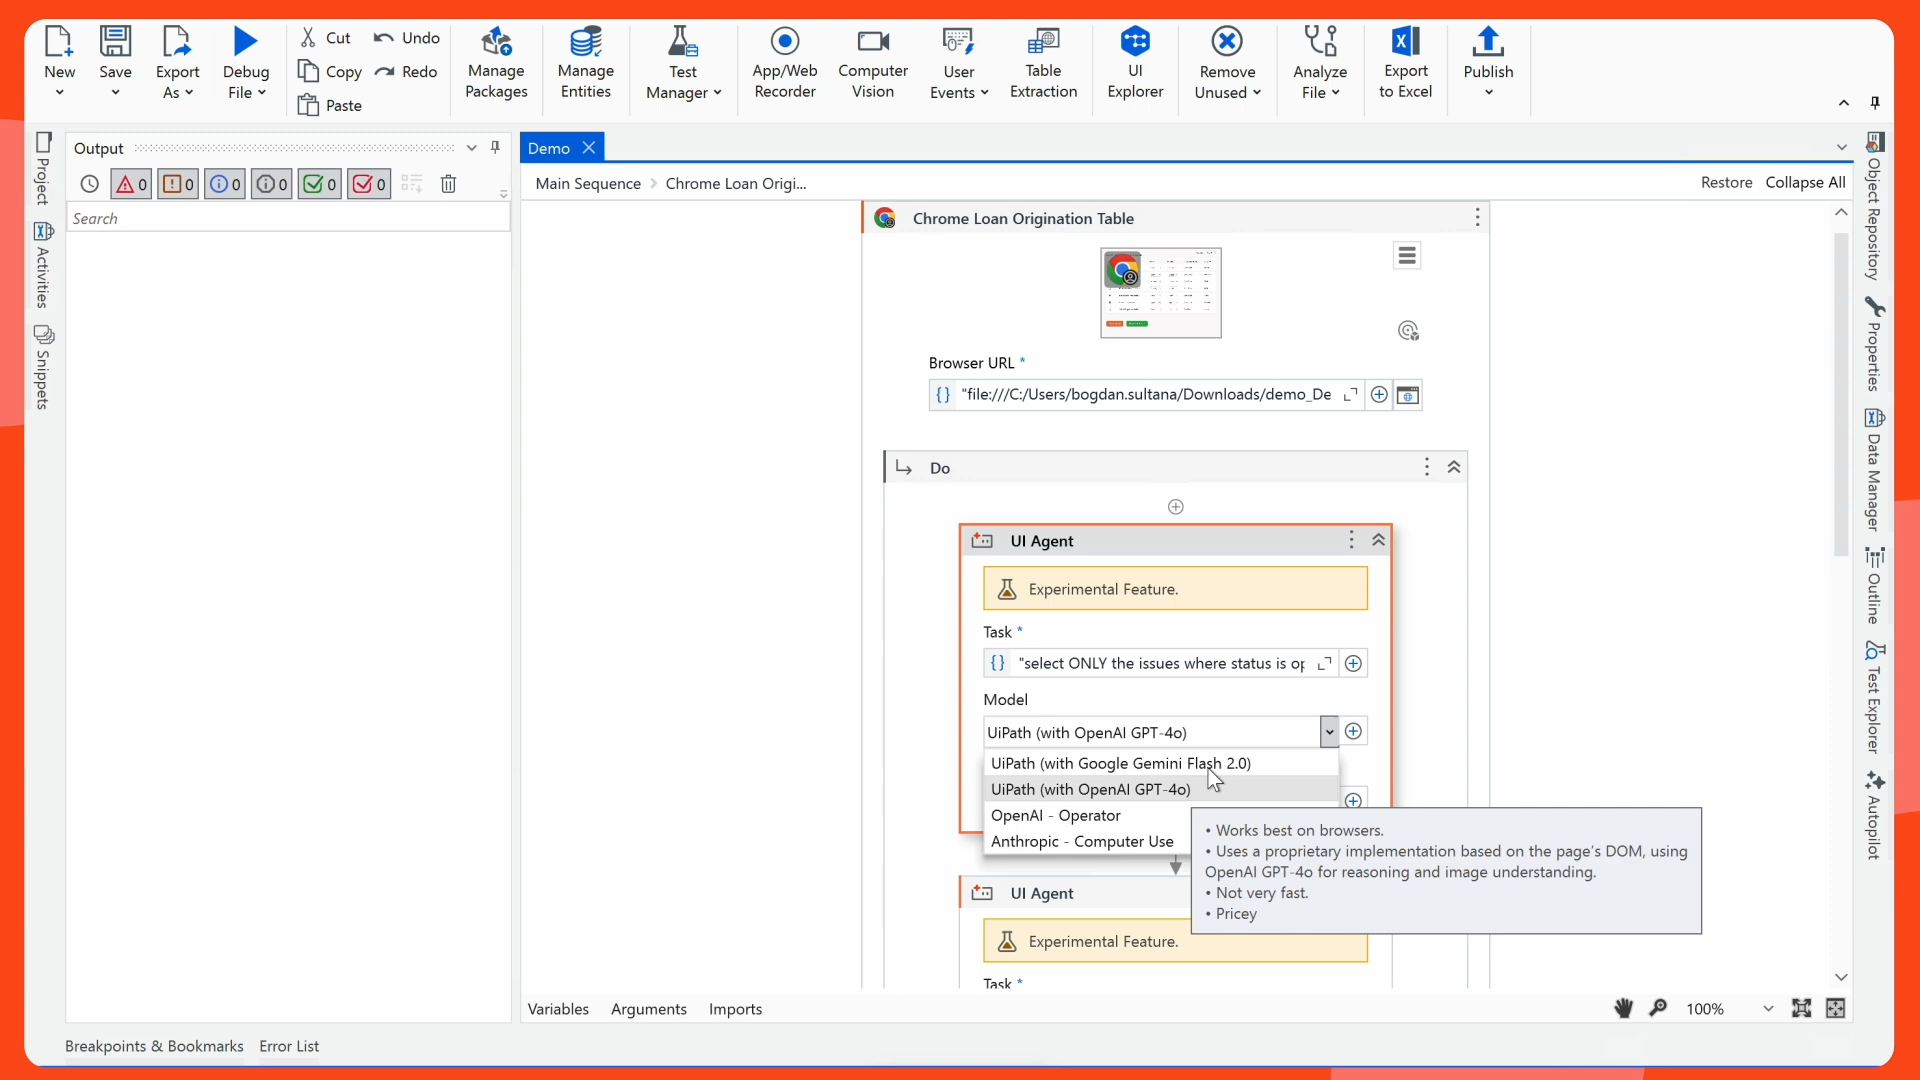 New
Save
Export
As
Debug
File
Cut
Copy
Paste
Undo
Redo
Manage
Packages
Manage
Entities
Test
Manager
App/Web
Recorder
Computer
Vision
User
Events
Table
Extraction
UI
Explorer
Remove
Unused
Analyze
File
Export
to Excel
Publish
Project
Activities
Snippets
Output
0
0
0
0
0
0
Search
Demo
Main Sequence > Chrome Loan Origi...
Restore Collapse All
Chrome Loan Origination Table
Browser URL *
"file:///C:/Users/bogdan.sultana/Downloads/demo_De
Do
UI Agent
Experimental Feature.
Task *
"select ONLY the issues where status is op
Model
UiPath (with OpenAI GPT-4o)
UiPath (with Google Gemini Flash 2.0)
UiPath (with OpenAI GPT-4o)
OpenAI - Operator
Anthropic - Computer Use
• Works best on browsers.
• Uses a proprietary implementation based on the page's DOM, using
OpenAI GPT-4o for reasoning and image understanding.
• Not very fast.
• Pricey
UI Agent
Experimental Feature.
Task *
Variables Arguments Imports
100%
Object Repository
Properties
Data Manager
Outline
Test Explorer
Autopilot
Breakpoints & Bookmarks Error List